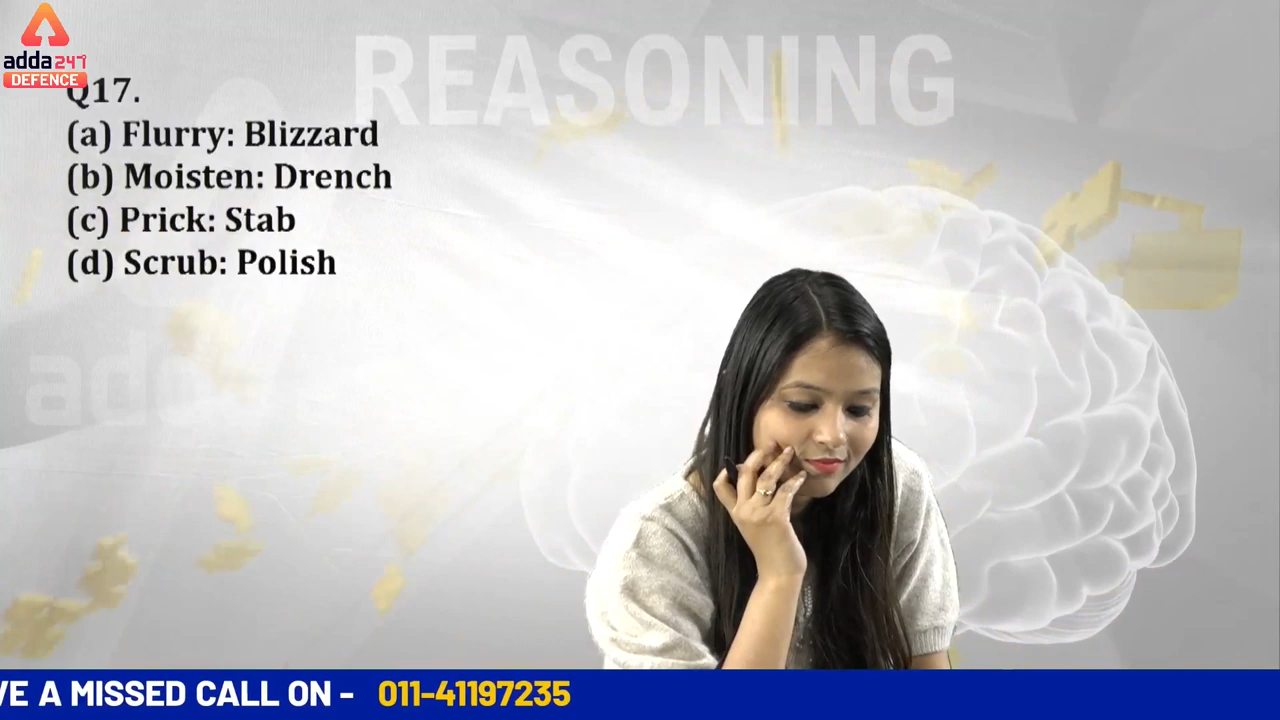 REASONING
adda247
DEFENCE
Q17.
(a) Flurry: Blizzard
(b) Moisten: Drench
(c) Prick: Stab
(d) Scrub: Polish
VE A MISSED CALL ON - 011-41197235